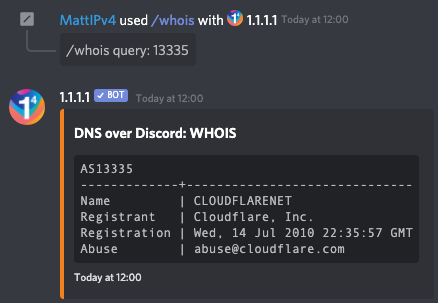 MattIPv4 used /whois with 1.1.1.1 Today at 12:00
/whois query: 13335
1.1.1.1 ✓ BOT Today at 12:00
DNS over Discord: WHOIS
AS13335
-------------+-----------------------------
Name | CLOUDFLARENET
Registrant | Cloudflare, Inc.
Registration | Wed, 14 Jul 2010 22:35:57 GMT
Abuse | abuse@cloudflare.com
Today at 12:00